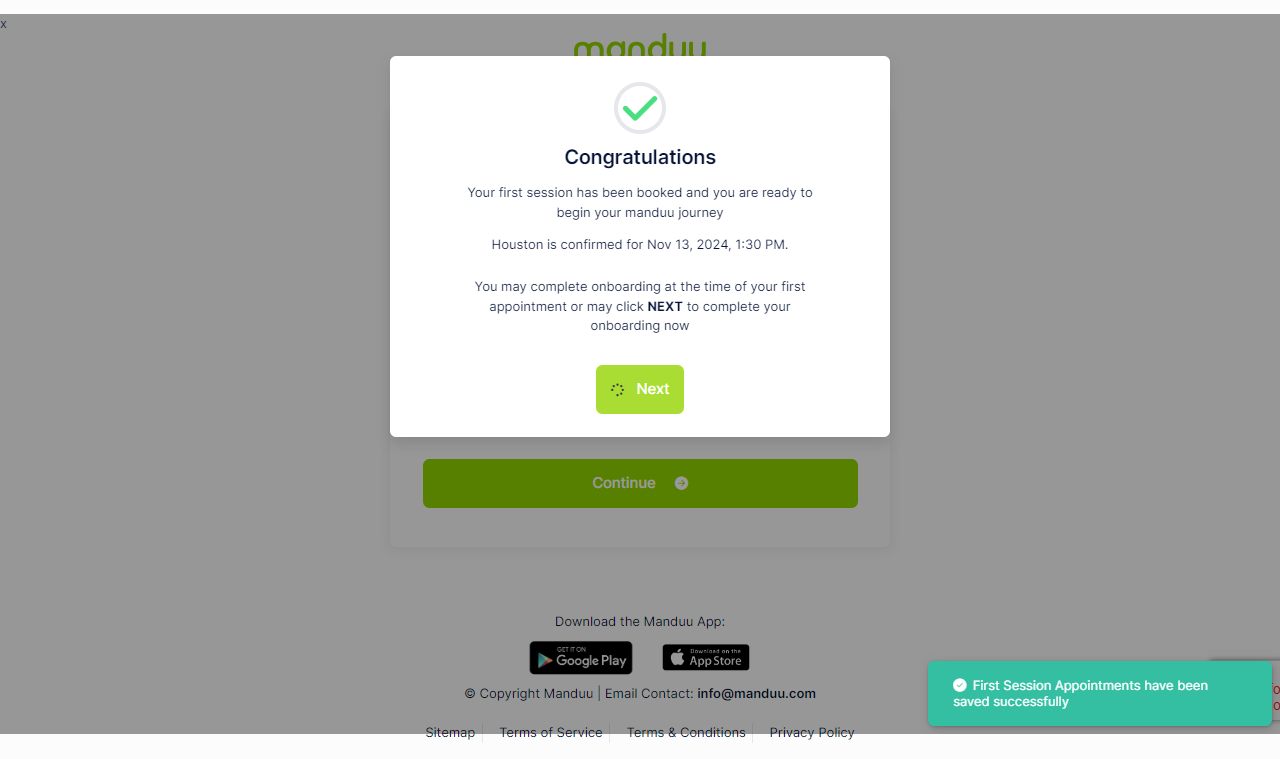 x
manduu
Congratulations
Your first session has been booked and you are ready to
begin your manduu journey
Houston is confirmed for Nov 13, 2024, 1:30 PM.
You may complete onboarding at the time of your first
appointment or may click NEXT to complete your
onboarding now
Next
Continue
Download the Manduu App:
GET IT ON
Google Play
Download on the
App Store
© Copyright Manduu | Email Contact: info@manduu.com
First Session Appointments have been
saved successfully
Sitemap
Terms of Service
Terms & Conditions
Privacy Policy